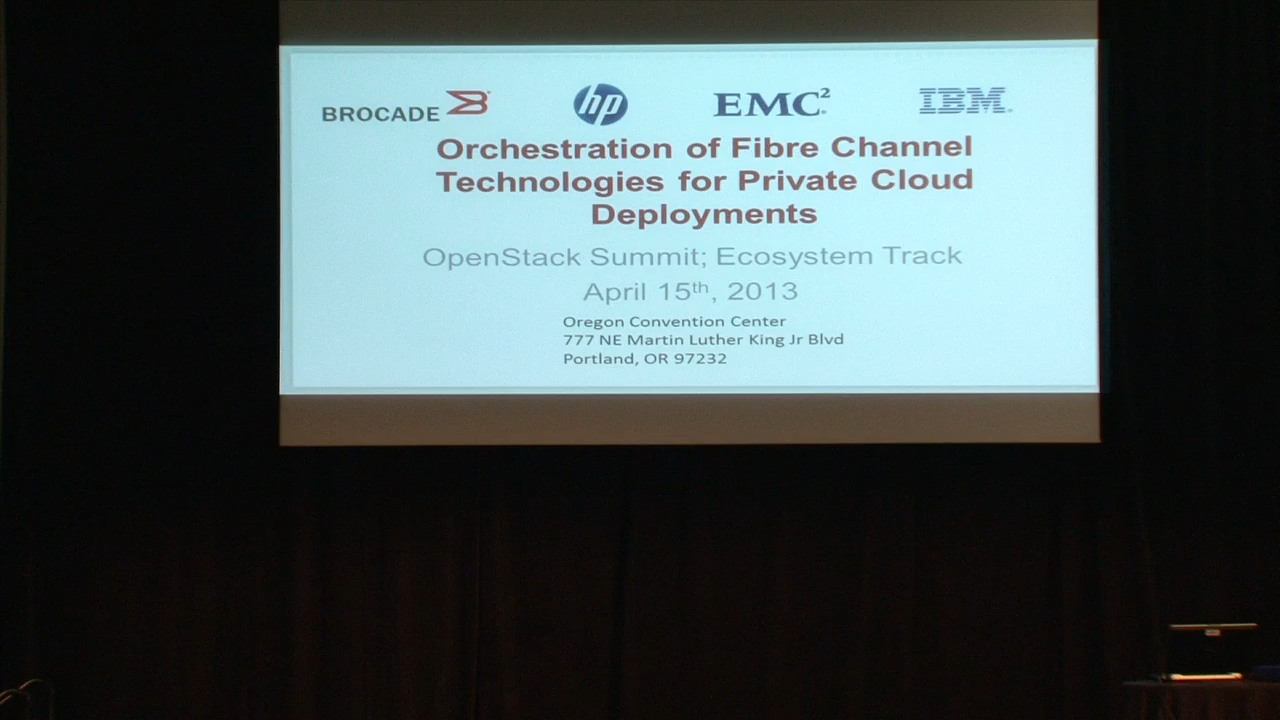 BROCADE
hp
EMC²
IBM
Orchestration of Fibre Channel
Technologies for Private Cloud
Deployments
OpenStack Summit; Ecosystem Track
April 15th, 2013
Oregon Convention Center
777 NE Martin Luther King Jr Blvd
Portland, OR 97232